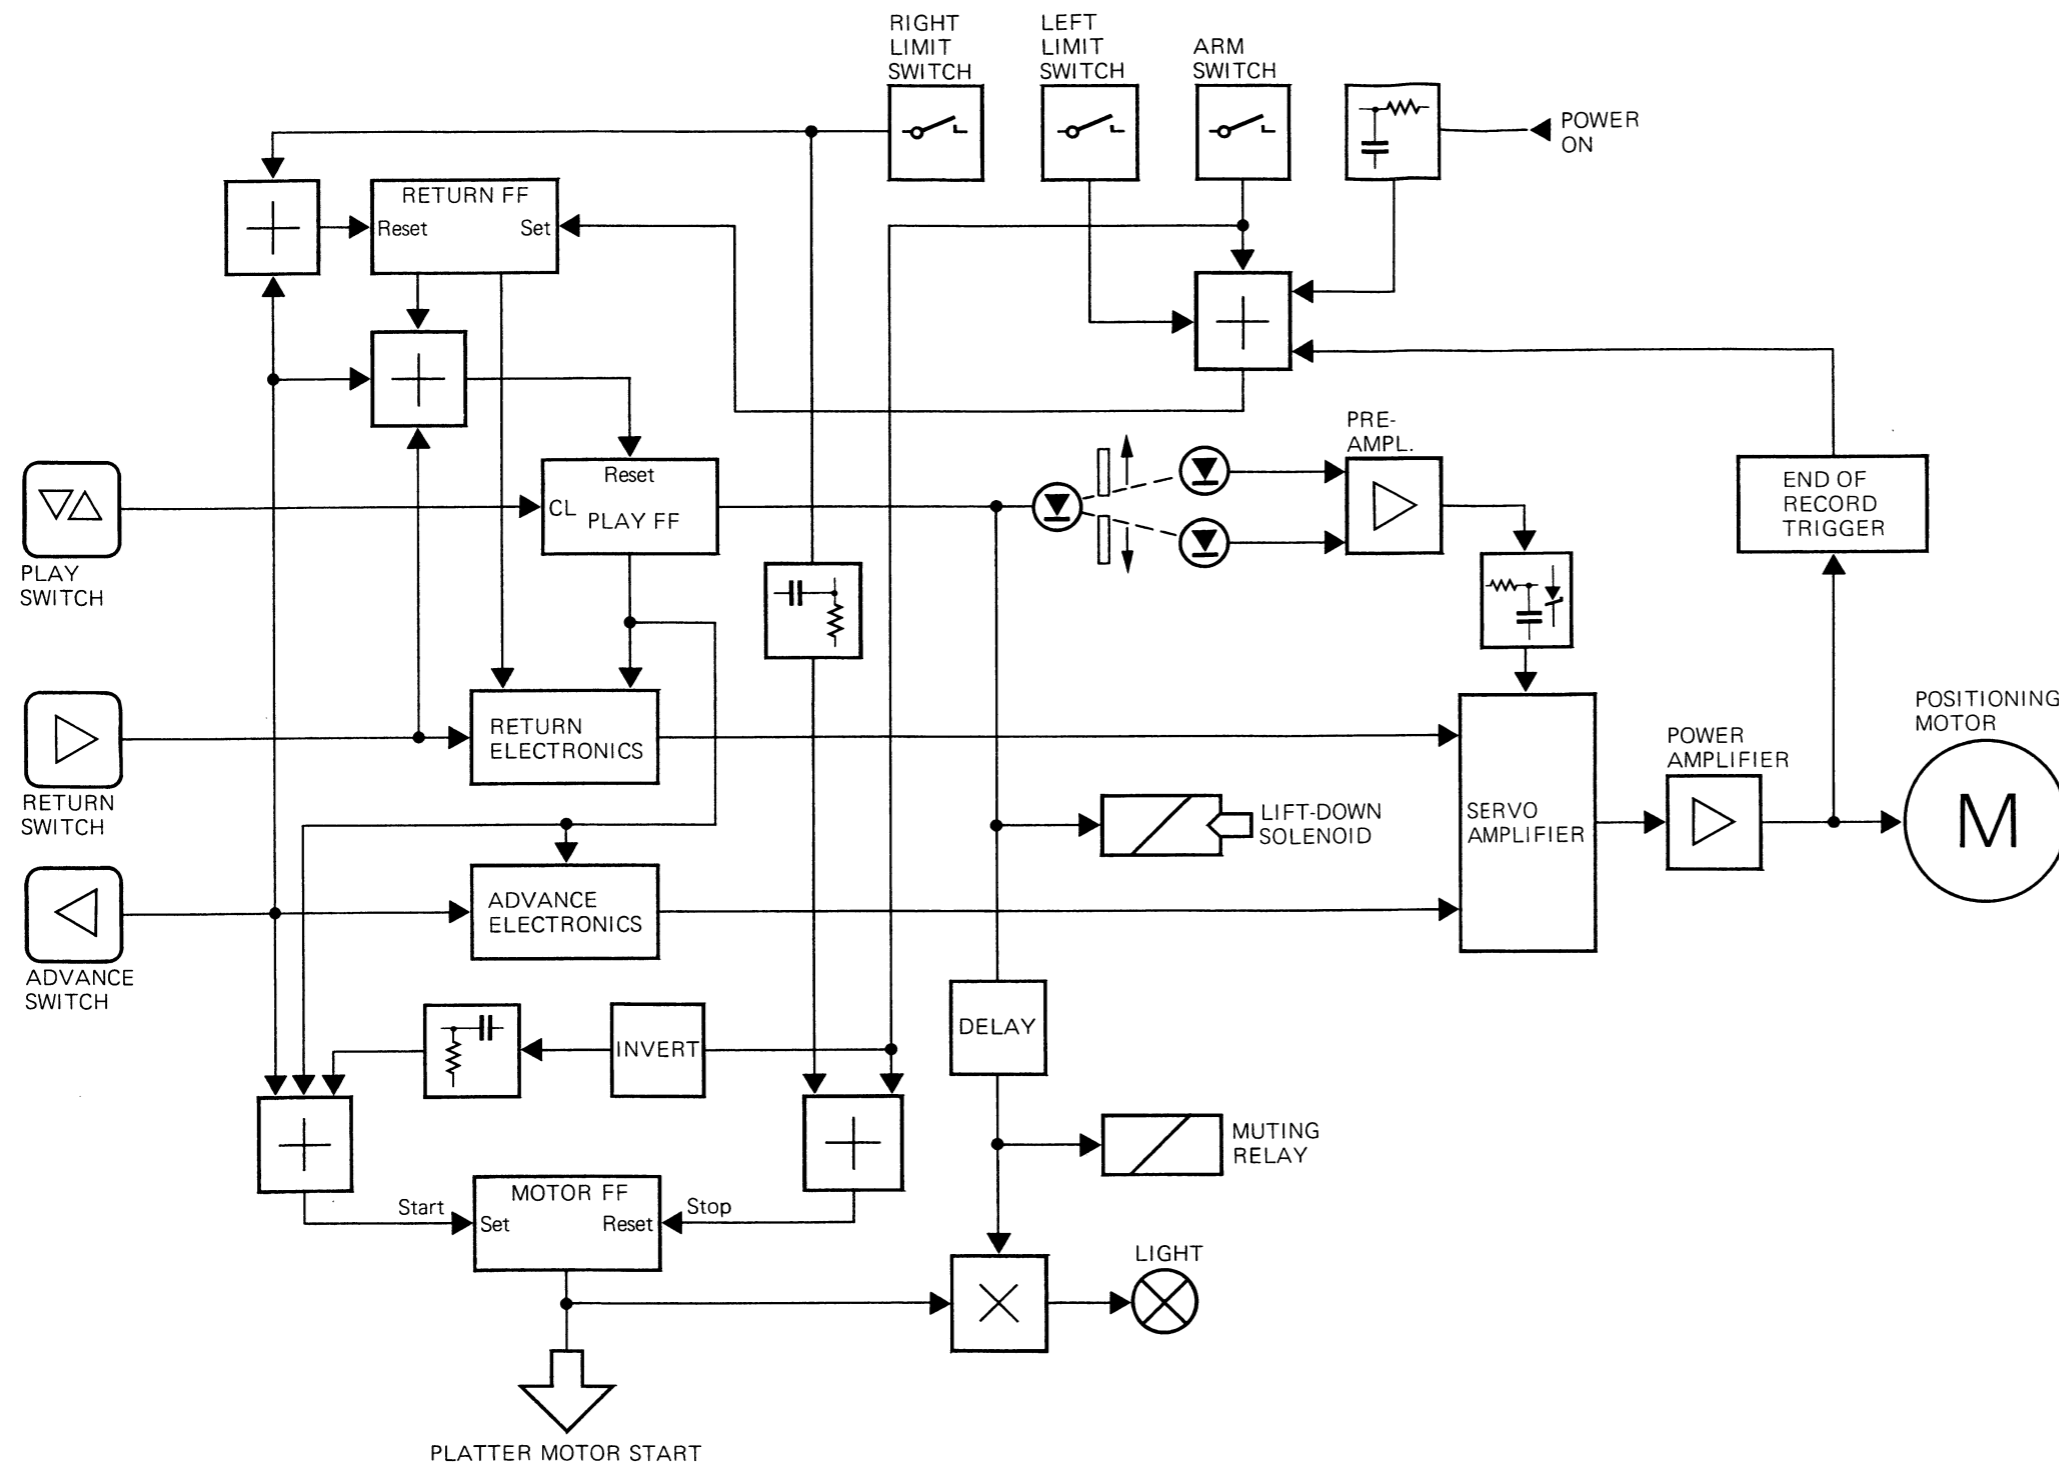 RIGHT
LIMIT
SWITCH
LEFT
LIMIT
SWITCH
ARM
SWITCH
POWER
ON
RETURN FF
Reset
Set
PRE-
AMPL.
Reset
CL
PLAY FF
END OF
RECORD
TRIGGER
PLAY
SWITCH
RETURN
ELECTRONICS
POSITIONING
MOTOR
POWER
AMPLIFIER
M
RETURN
SWITCH
LIFT-DOWN
SOLENOID
SERVO
AMPLIFIER
ADVANCE
ELECTRONICS
ADVANCE
SWITCH
DELAY
INVERT
MUTING
RELAY
MOTOR FF
Start
Set
Reset
Stop
LIGHT
PLATTER MOTOR START